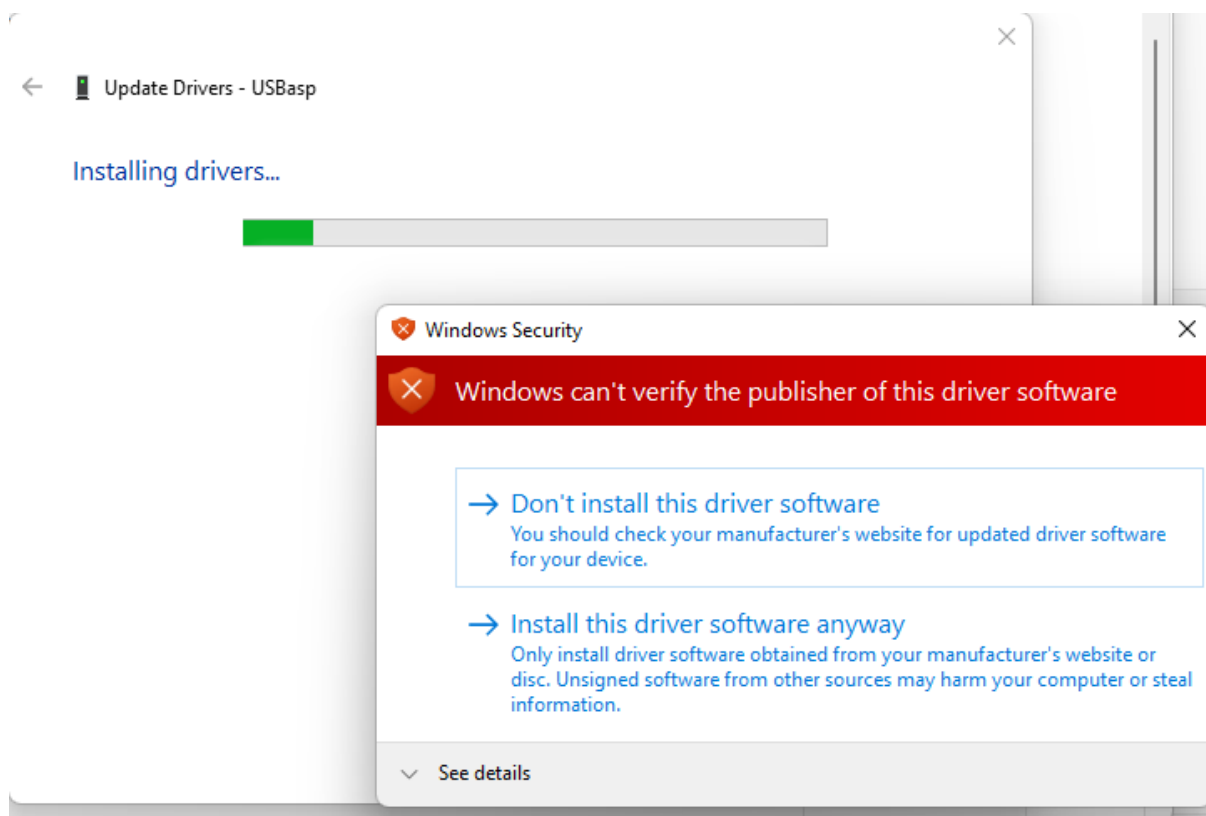 Update Drivers - USBasp
Installing drivers...
Windows Security
Windows can't verify the publisher of this driver software
Don't install this driver software
You should check your manufacturer's website for updated driver software
for your device.
Install this driver software anyway
Only install driver software obtained from your manufacturer's website or
disc. Unsigned software from other sources may harm your computer or steal
information.
See details